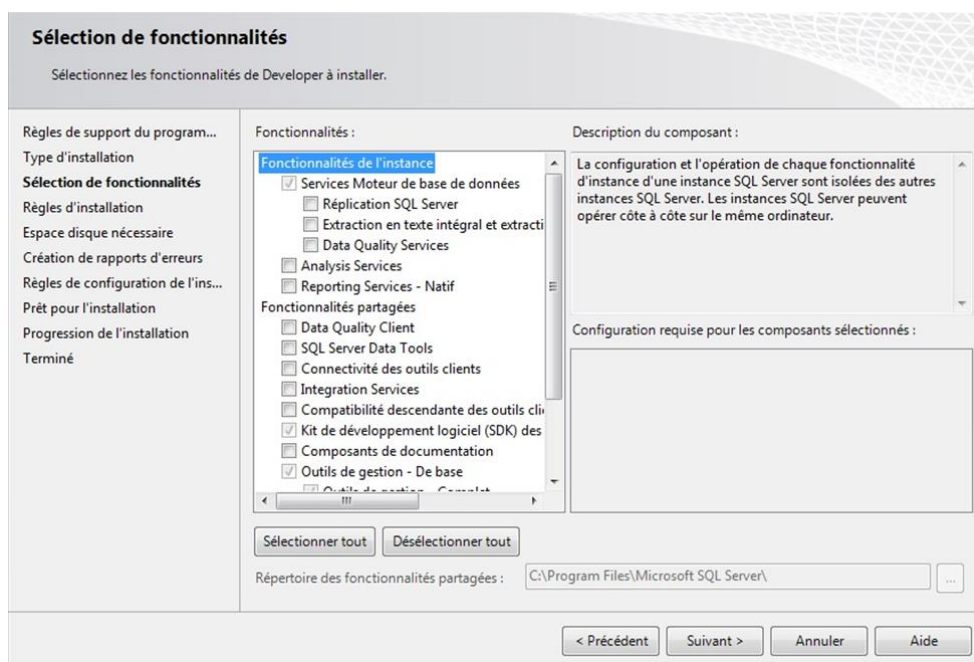 Sélection de fonctionnalités
Sélectionnez les fonctionnalités de Developer à installer.
Règles de support du program...
Type d'installation
Sélection de fonctionnalités
Règles d'installation
Espace disque nécessaire
Création de rapports d'erreurs
Règles de configuration de l'ins...
Prêt pour l'installation
Progression de l'installation
Terminé
Fonctionnalités :
Fonctionnalités de l'instance
Services Moteur de base de données
Réplication SQL Server
Extraction en texte intégral et extracti
Data Quality Services
Analysis Services
Reporting Services - Natif
Fonctionnalités partagées
Data Quality Client
SQL Server Data Tools
Connectivité des outils clients
Integration Services
Compatibilité descendante des outils clie
Kit de développement logiciel (SDK) des
Composants de documentation
Outils de gestion - De base
Outils de gestion - Complet
Description du composant :
La configuration et l'opération de chaque fonctionnalité
d'instance d'une instance SQL Server sont isolées des autres
instances SQL Server. Les instances SQL Server peuvent
opérer côte à côte sur le même ordinateur.
Configuration requise pour les composants sélectionnés :
Sélectionner tout
Désélectionner tout
Répertoire des fonctionnalités partagées :
C:\Program Files\Microsoft SQL Server\
...
< Précédent
Suivant >
Annuler
Aide